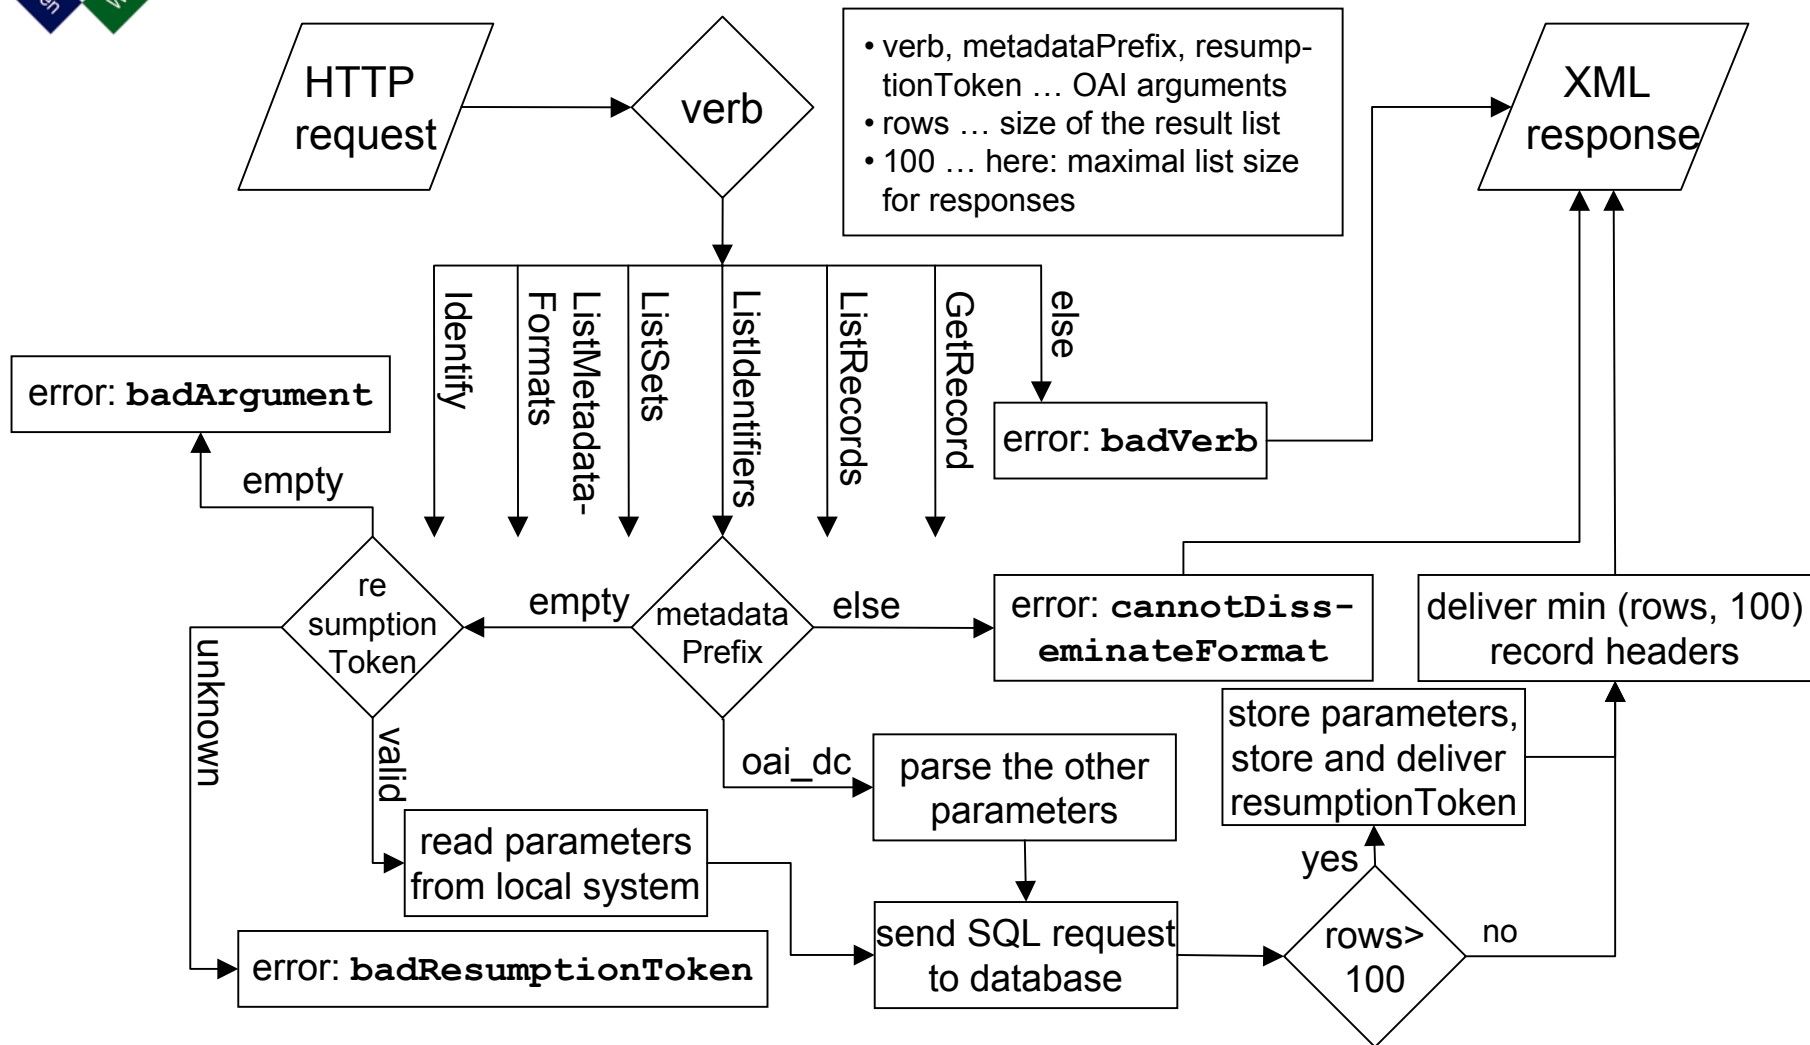 en
W
HTTP
request
verb
• verb, metadataPrefix, resump-
tionToken … OAI arguments
• rows … size of the result list
• 100 … here: maximal list size
for responses
XML
response
Identify
ListMetadata-
Formats
ListSets
ListIdentifiers
ListRecords
GetRecord
else
error: badArgument
error: badVerb
empty
re
sumption
Token
empty
metadata
Prefix
else
error: cannotDiss-
eminateFormat
deliver min (rows, 100)
record headers
unknown
valid
oai_dc
parse the other
parameters
store parameters,
store and deliver
resumptionToken
read parameters
from local system
yes
send SQL request
to database
rows>
100
no
error: badResumptionToken